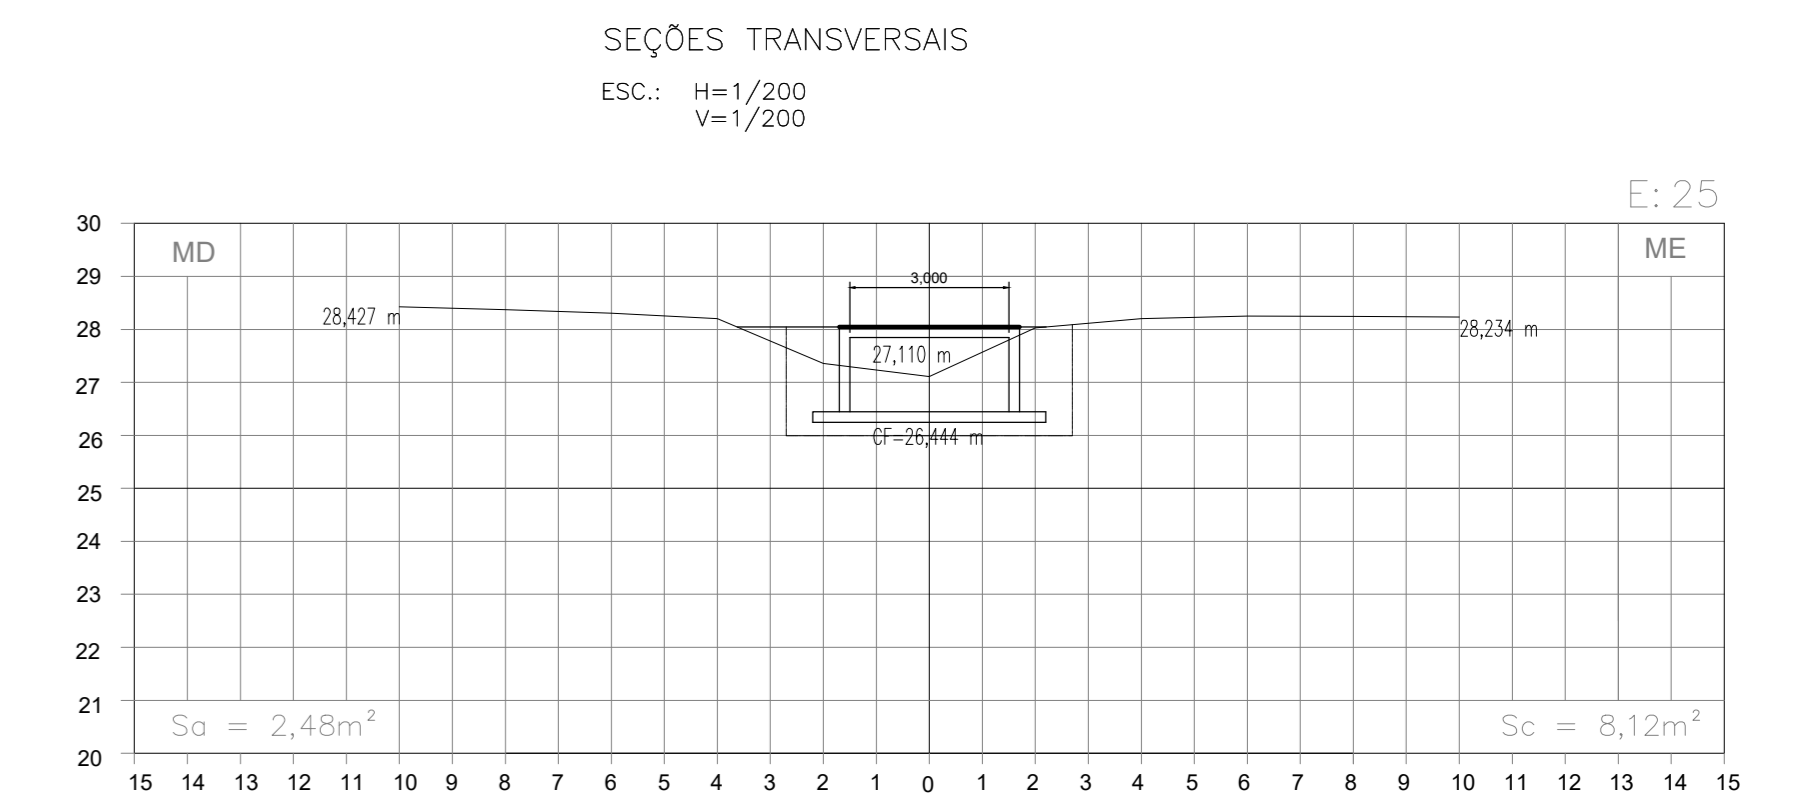 SEÇÕES TRANSVERSAIS
ESC.: H=1/200
V=1/200
E: 25
30
MD
ME
29
3,000
28,427 m
28
28,234 m
27,110 m
27
26
CF=26,444 m
25
24
23
22
21
Sa = 2,48m²
Sc = 8,12m²
20
15 14 13 12 11 10 9 8 7 6 5 4 3 2 1 0 1 2 3 4 5 6 7 8 9 10 11 12 13 14 15